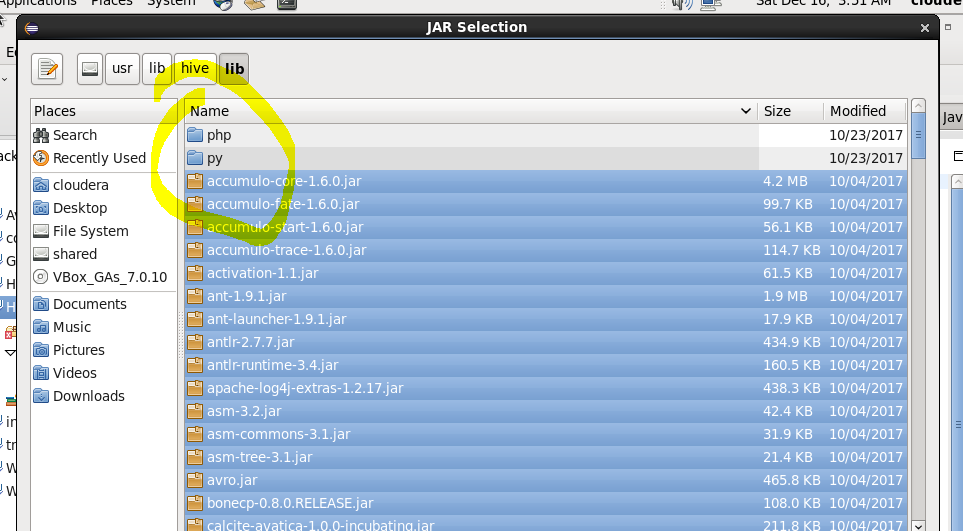 Applications Places System
Sat Dec 16, 3:51 AM
JAR Selection
usr lib hive lib
Places
Search
Recently Used
cloudera
Desktop
File System
shared
VBox_GAs_7.0.10
Documents
Music
Pictures
Videos
Downloads
Name Size Modified
php 10/23/2017
py 10/23/2017
accumulo-core-1.6.0.jar 4.2 MB 10/04/2017
accumulo-fate-1.6.0.jar 99.7 KB 10/04/2017
accumulo-start-1.6.0.jar 56.1 KB 10/04/2017
accumulo-trace-1.6.0.jar 114.7 KB 10/04/2017
activation-1.1.jar 61.5 KB 10/04/2017
ant-1.9.1.jar 1.9 MB 10/04/2017
ant-launcher-1.9.1.jar 17.9 KB 10/04/2017
antlr-2.7.7.jar 434.9 KB 10/04/2017
antlr-runtime-3.4.jar 160.5 KB 10/04/2017
apache-log4j-extras-1.2.17.jar 438.3 KB 10/04/2017
asm-3.2.jar 42.4 KB 10/04/2017
asm-commons-3.1.jar 31.9 KB 10/04/2017
asm-tree-3.1.jar 21.4 KB 10/04/2017
avro.jar 465.8 KB 10/04/2017
bonecp-0.8.0.RELEASE.jar 108.0 KB 10/04/2017
calcite-avatica-1.0.0-incubating.jar 211.8 KB 10/04/2017
Jav